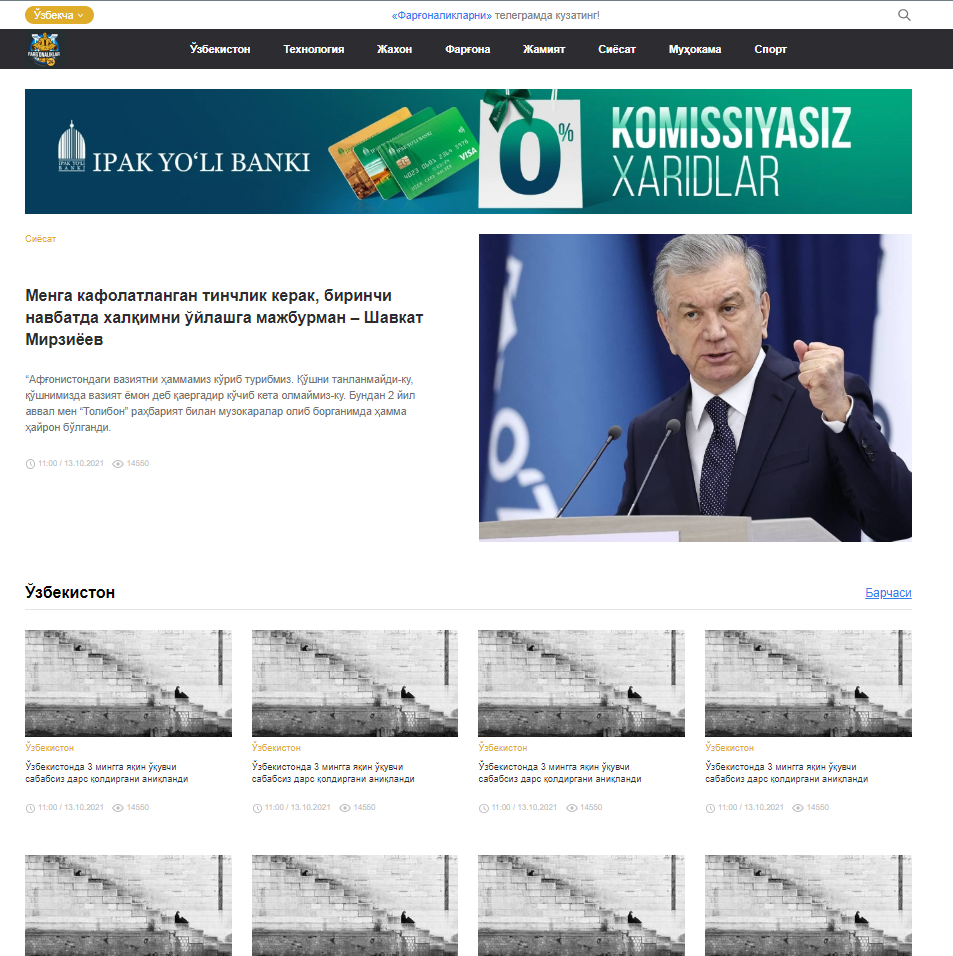 Ўзбекча
«Фарғоналикларни» телеграмда кузатинг!
Ўзбекистон Технология Жахон Фарғона Жамият Сиёсат Муҳокама Спорт
IPAK YO'LI BANKI
IPAK YO'LI BANKI
VISA
0%
KOMISSIYASIZ
XARIDLAR
Сиёсат
Менга кафолатланган тинчлик керак, биринчи
навбатда халқимни ўйлашга мажбурман – Шавкат
Мирзиёев
“Афғонистондаги вазиятни ҳаммамиз кўриб турибмиз. Қўшни танланмайди-ку,
қўшнимизда вазият ёмон деб қаергадир кўчиб кета олмаймиз-ку. Бундан 2 йил
аввал мен “Толибон” раҳбарият билан музокаралар олиб борганимда ҳамма
ҳайрон бўлганди.
11:00 / 13.10.2021 14550
Ўзбекистон
Барчаси
Ўзбекистон
Ўзбекистонда 3 мингга яқин ўқувчи
сабабсиз дарс қолдиргани аниқланди
11:00 / 13.10.2021 14550
Ўзбекистон
Ўзбекистонда 3 мингга яқин ўқувчи
сабабсиз дарс қолдиргани аниқланди
11:00 / 13.10.2021 14550
Ўзбекистон
Ўзбекистонда 3 мингга яқин ўқувчи
сабабсиз дарс қолдиргани аниқланди
11:00 / 13.10.2021 14550
Ўзбекистон
Ўзбекистонда 3 мингга яқин ўқувчи
сабабсиз дарс қолдиргани аниқланди
11:00 / 13.10.2021 14550